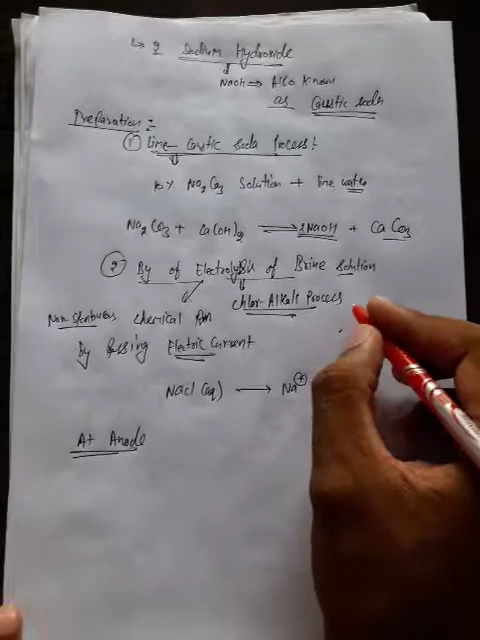 ↳ 2 Sodium Hydroxide
NaOH ⇒ Also Known
as Caustic soda
Preparation:-
① Lime-Caustic Soda Process!
10% Na2CO3 Solution + lime water
Na2CO3 + Ca(OH)2 ⟶ 2NaOH + CaCO3
② By of Electrolysis of Brine solution
chlor-Alkali Process
Non Spontaneous chemical Rxn
By Passing Electric Current
NaCl (aq) ⟶ Na⊕
At Anode